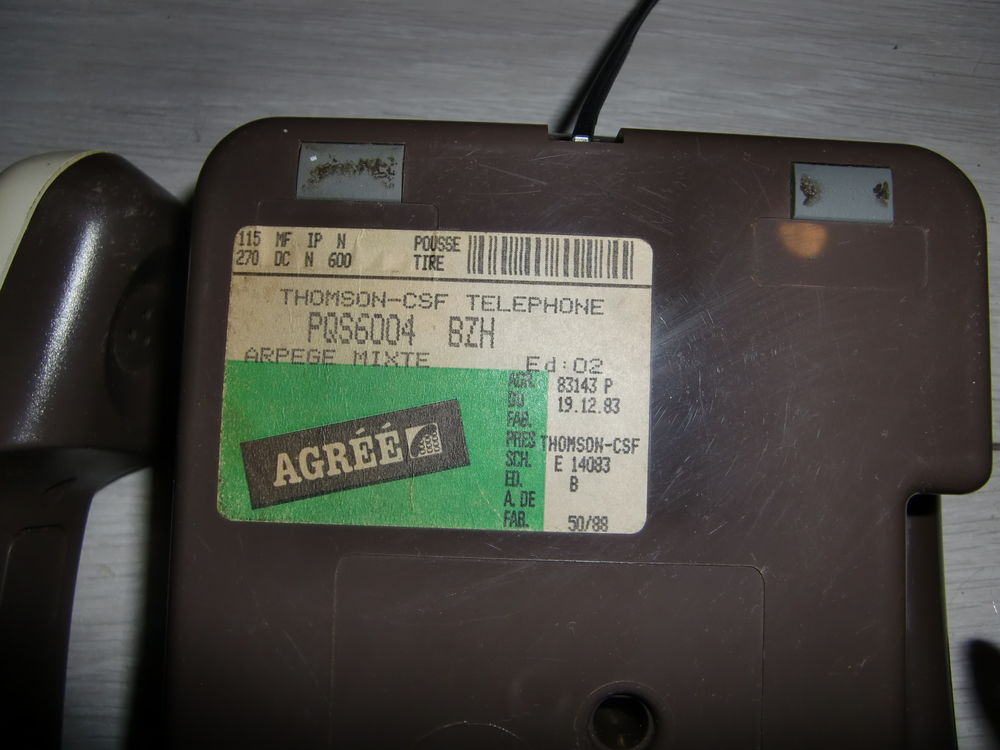 115 MF IP N POUSSE
270 DC N 600 TIRE
THOMSON-CSF TELEPHONE
PQS6004 BZH
ARPEGE MIXTE Ed:02
AGRÉÉ
AGR. 83143 P
DU 19.12.83
FAB.
PRES THOMSON-CSF
SCH. E 14083
ED. B
A. DE
FAB. 50/88